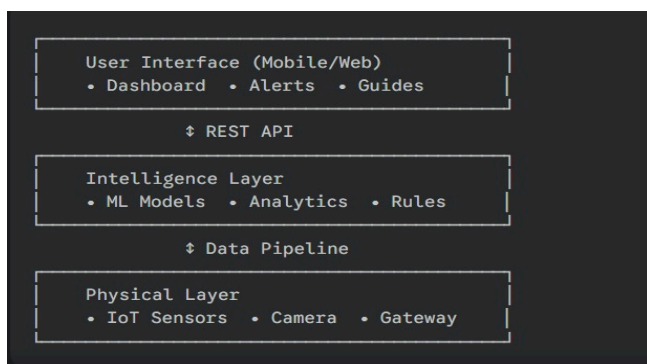 User Interface (Mobile/Web)
• Dashboard • Alerts • Guides
↕ REST API
Intelligence Layer
• ML Models • Analytics • Rules
↕ Data Pipeline
Physical Layer
• IoT Sensors • Camera • Gateway